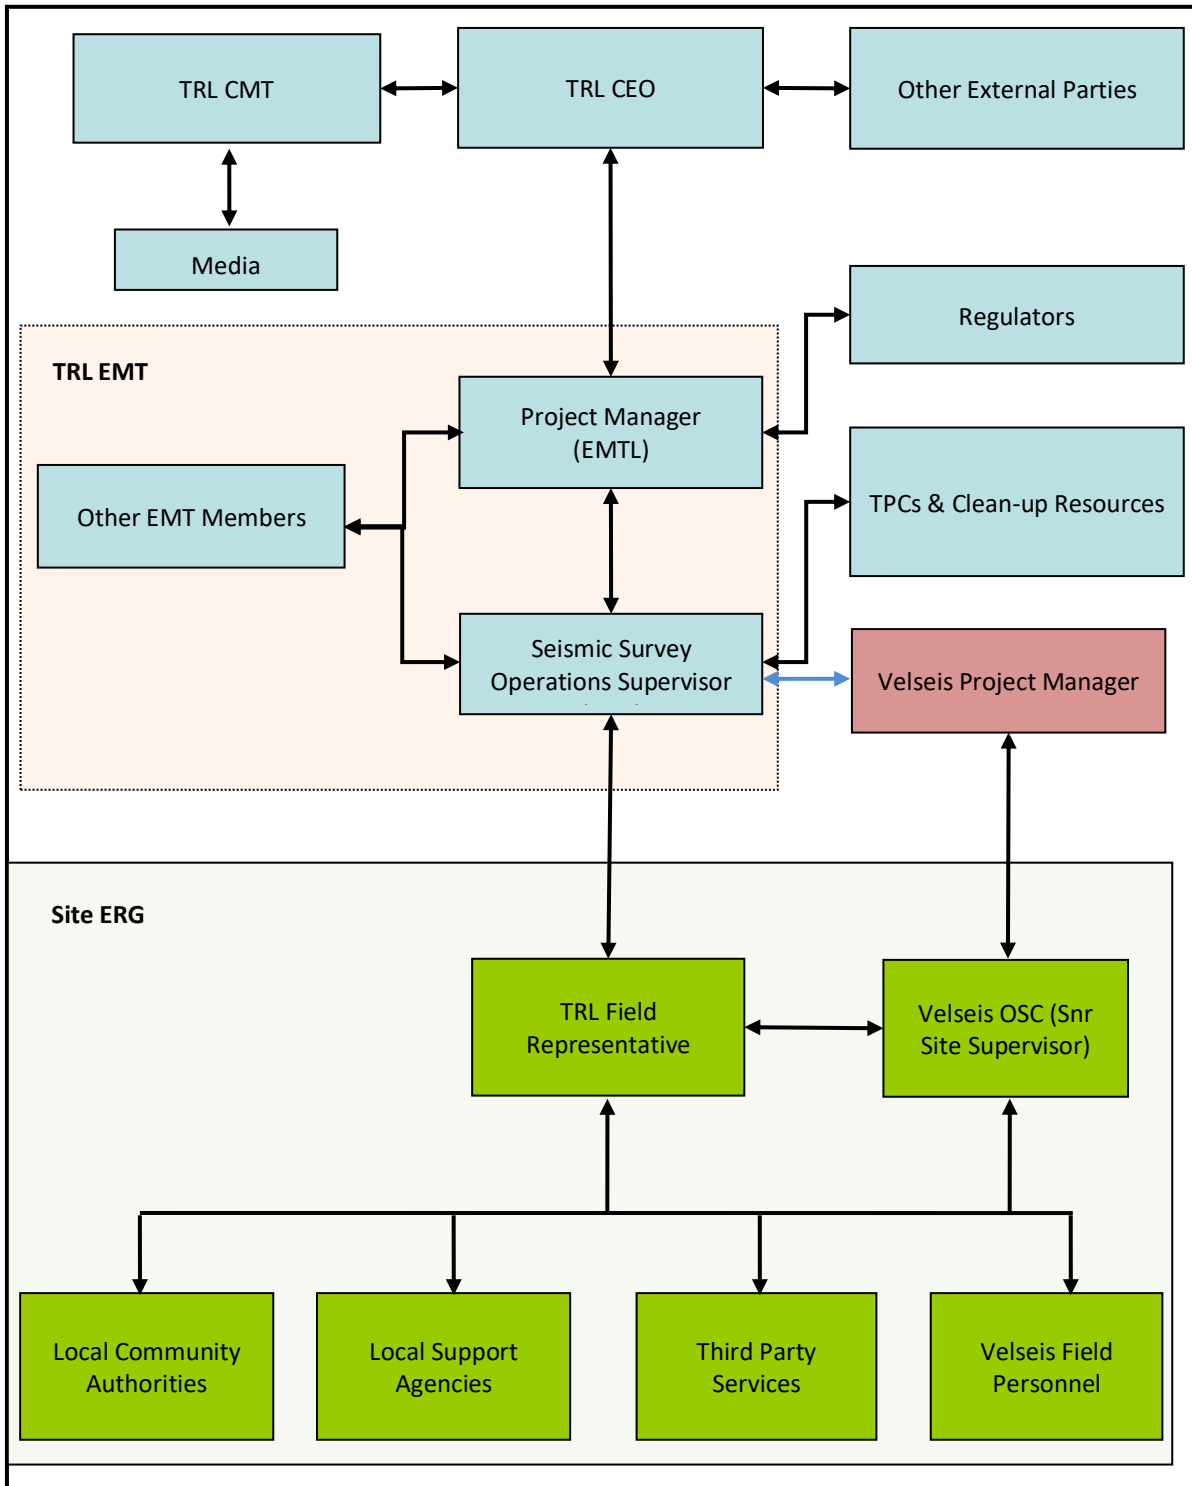 TRL CMT
TRL CEO
Other External Parties
Media
Regulators
TRL EMT
Project Manager
(EMTL)
TPCs & Clean-up Resources
Other EMT Members
Seismic Survey
Operations Supervisor
Velseis Project Manager
Site ERG
TRL Field
Representative
Velseis OSC (Snr
Site Supervisor)
Local Community
Authorities
Local Support
Agencies
Third Party
Services
Velseis Field
Personnel